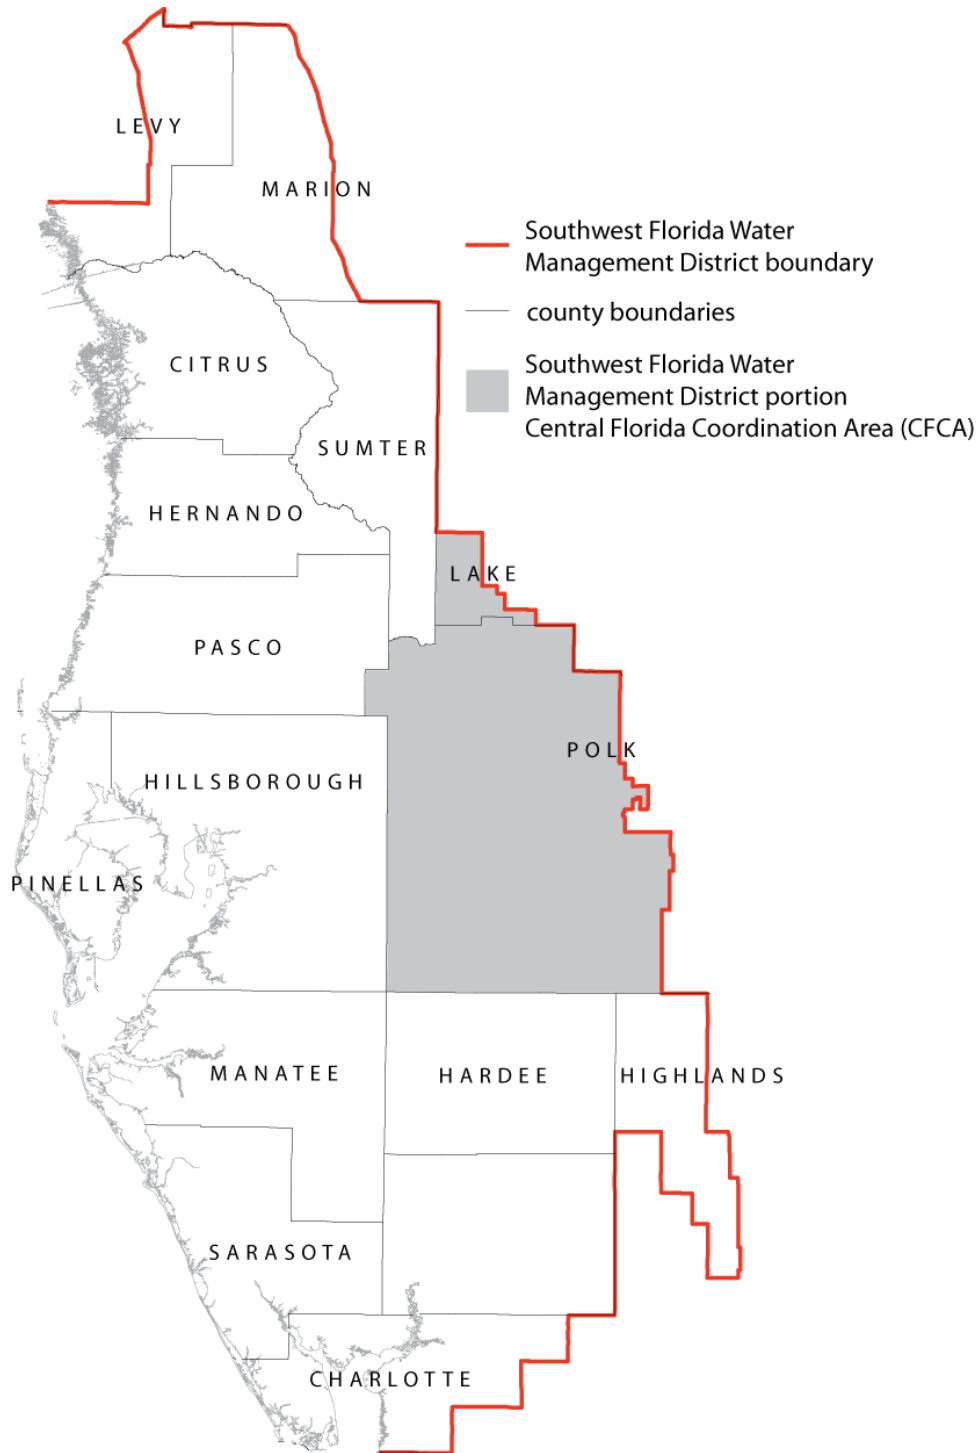 LEVY
MARION
Southwest Florida Water
Management District boundary
county boundaries
CITRUS
Southwest Florida Water
Management District portion
Central Florida Coordination Area (CFCA)
SUMTER
HERNANDO
LAKE
PASCO
POLK
HILLSBOROUGH
PINELLAS
MANATEE
HARDEE
HIGHLANDS
SARASOTA
CHARLOTTE